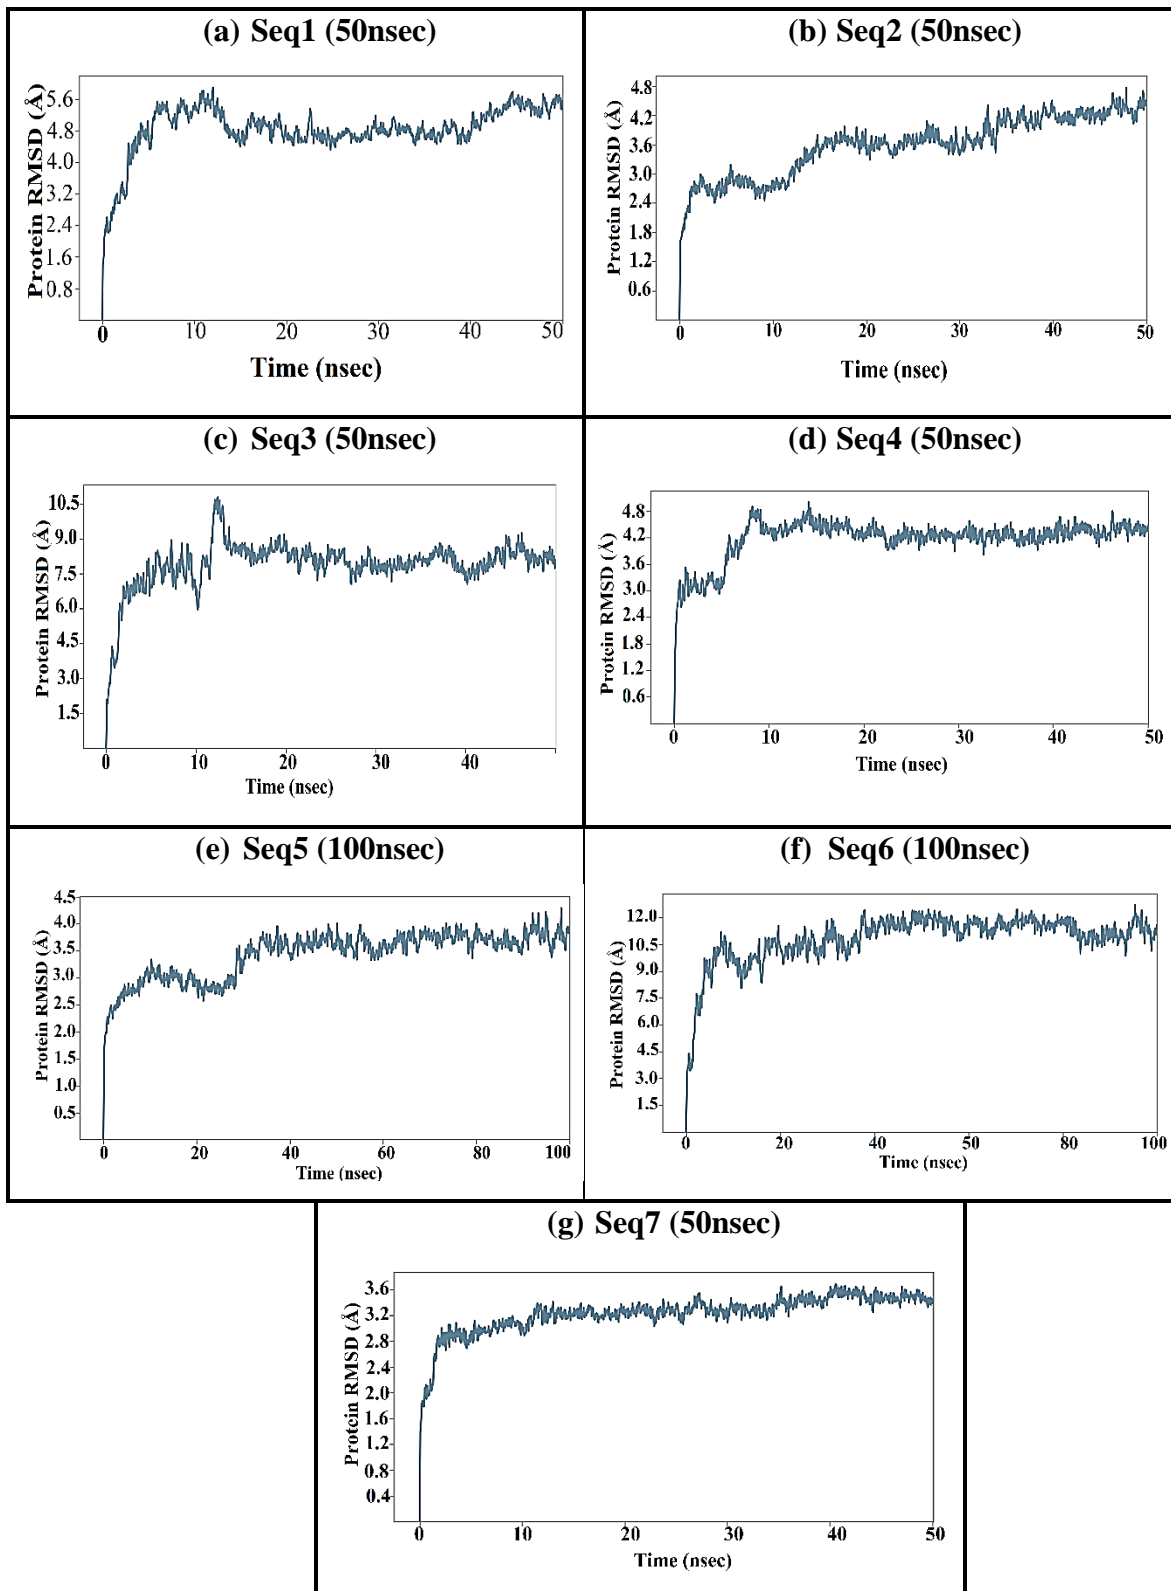 (a) Seq1 (50nsec)
Protein RMSD (Å)
5.6
4.8
4.0
3.2
2.4
1.6
0.8
0 10 20 30 40 50
Time (nsec)
(b) Seq2 (50nsec)
Protein RMSD (Å)
4.8
4.2
3.6
3.0
2.4
1.8
1.2
0.6
0 10 20 30 40 50
Time (nsec)
(c) Seq3 (50nsec)
Protein RMSD (Å)
10.5
9.0
7.5
6.0
4.5
3.0
1.5
0 10 20 30 40
Time (nsec)
(d) Seq4 (50nsec)
Protein RMSD (Å)
4.8
4.2
3.6
3.0
2.4
1.8
1.2
0.6
0 10 20 30 40 50
Time (nsec)
(e) Seq5 (100nsec)
Protein RMSD (Å)
4.5
4.0
3.5
3.0
2.5
2.0
1.5
1.0
0.5
0 20 40 60 80 100
Time (nsec)
(f) Seq6 (100nsec)
Protein RMSD (Å)
12.0
10.5
9.0
7.5
6.0
4.5
3.0
1.5
0 20 40 60 80 100
Time (nsec)
(g) Seq7 (50nsec)
Protein RMSD (Å)
3.6
3.2
2.8
2.4
2.0
1.6
1.2
0.8
0.4
0 10 20 30 40 50
Time (nsec)